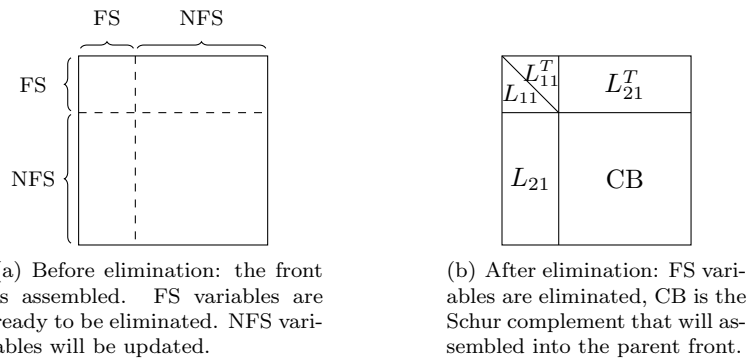 FS NFS
FS
NFS
L_{11}^T
L_{11}
L_{21}^T
L_{21} CB
a) Before elimination: the front
s assembled. FS variables are
ready to be eliminated. NFS vari-
ables will be updated.
(b) After elimination: FS vari-
ables are eliminated, CB is the
Schur complement that will as-
sembled into the parent front.